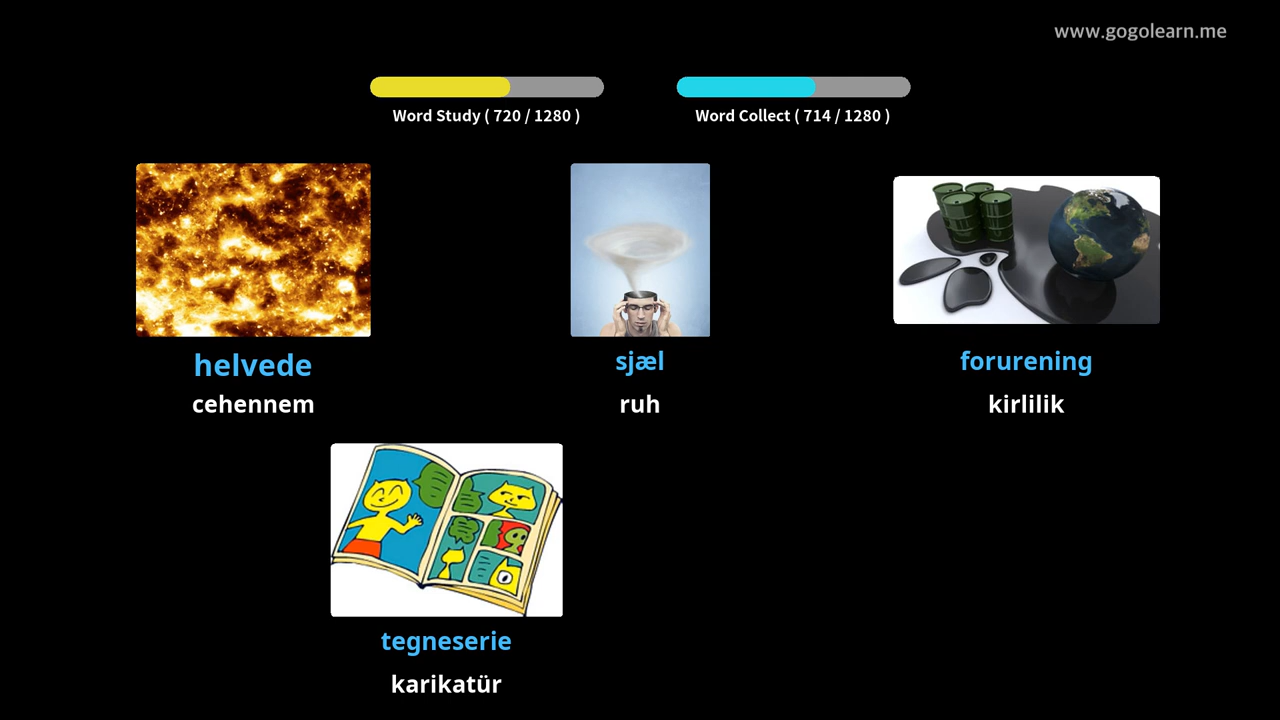 www.gogolearn.me
Word Study ( 720 / 1280 )
Word Collect ( 714 / 1280 )
helvede
cehennem
sjæl
ruh
forurening
kirlilik
tegneserie
karikatür